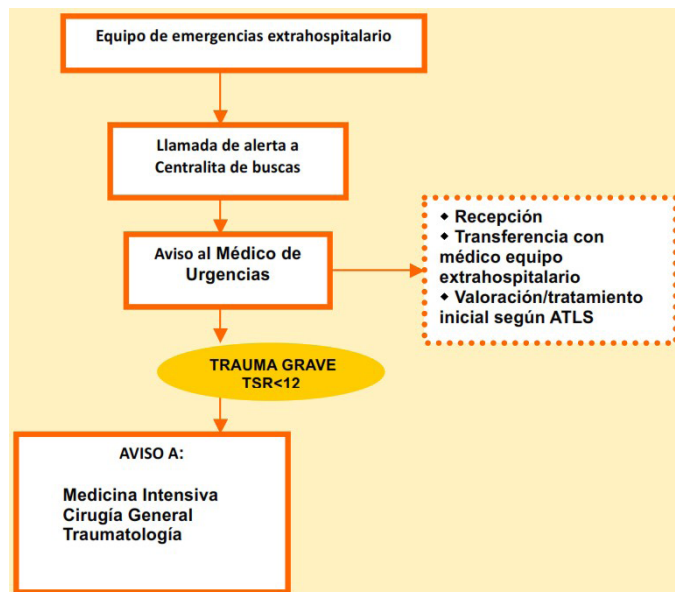 Equipo de emergencias extrahospitalario
Llamada de alerta a
Centralita de buscas
Aviso al Médico de
Urgencias
◆ Recepción
◆ Transferencia con
médico equipo
extrahospitalario
◆ Valoración/tratamiento
inicial según ATLS
TRAUMA GRAVE
TSR<12
AVISO A:
Medicina Intensiva
Cirugía General
Traumatología